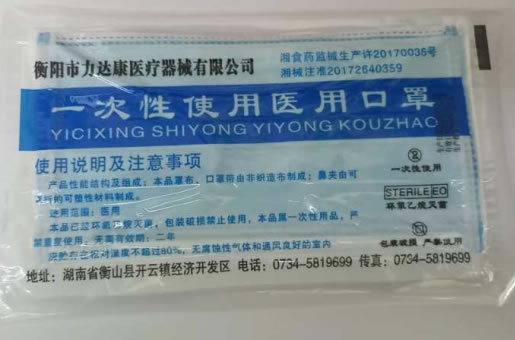 衡阳市力达康医疗器械有限公司
湘食药监械生产许20170035号
湘械注准20172640359
一次性使用医用口罩
YICIXING SHIYONG YIYONG KOUZHAO
使用说明及注意事项
产品性能结构及组成：本品罩布、口罩带由非织造布制成；鼻夹由可
的可塑性材料制成。
适用范围：医用
本品已经环氧乙烷灭菌，包装破损禁止使用，本品属一次性用品，严
禁重复使用。无菌有效期：二年
湿度不超过80%，无腐蚀性气体和通风良好的室内
一次性使用
STERILE EO
环氧乙烷灭菌
包装破损 严禁使用
地址：湖南省衡山县开云镇经济开发区 电话：0734-5819699 传真：0734-5819699